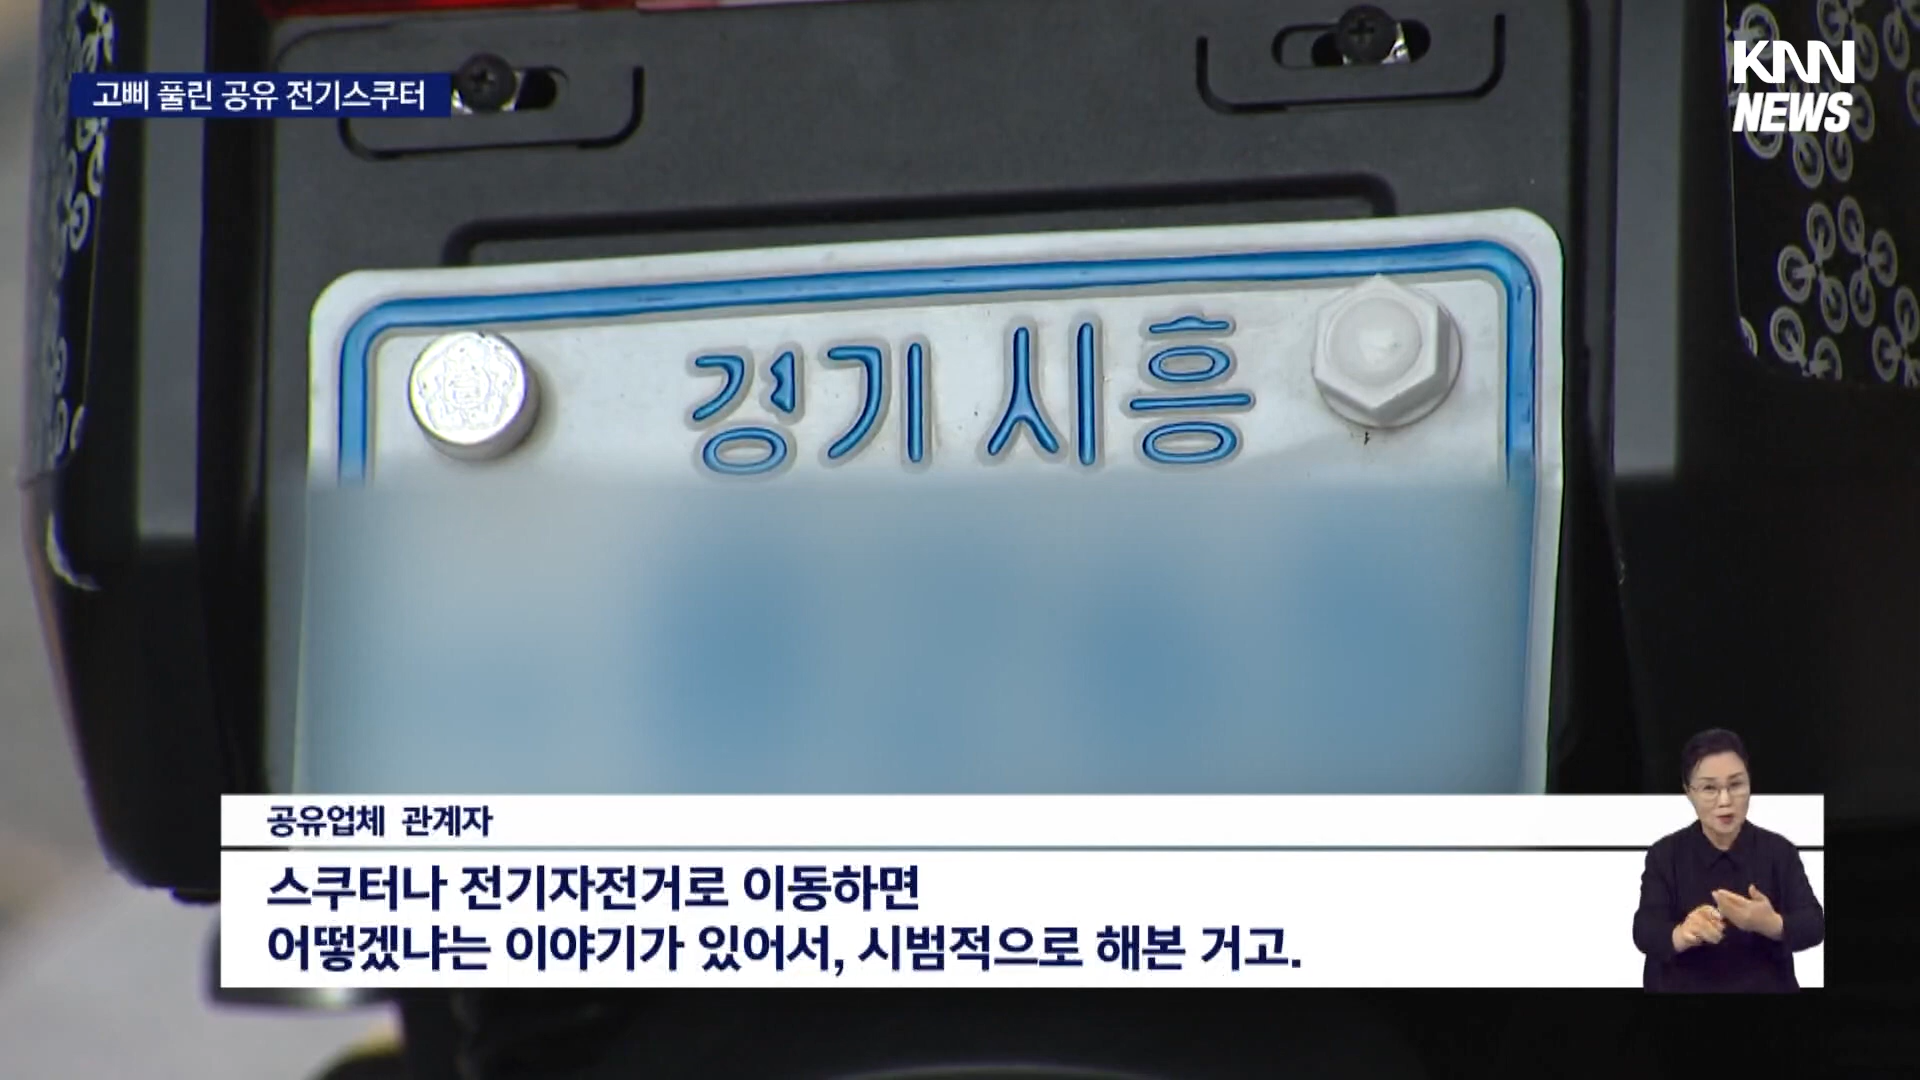 고삐 풀린 공유 전기스쿠터
KNN
NEWS
경기 시흥
공유업체 관계자
스쿠터나 전기자전거로 이동하면
어떻겠냐는 이야기가 있어서, 시범적으로 해본 거고.